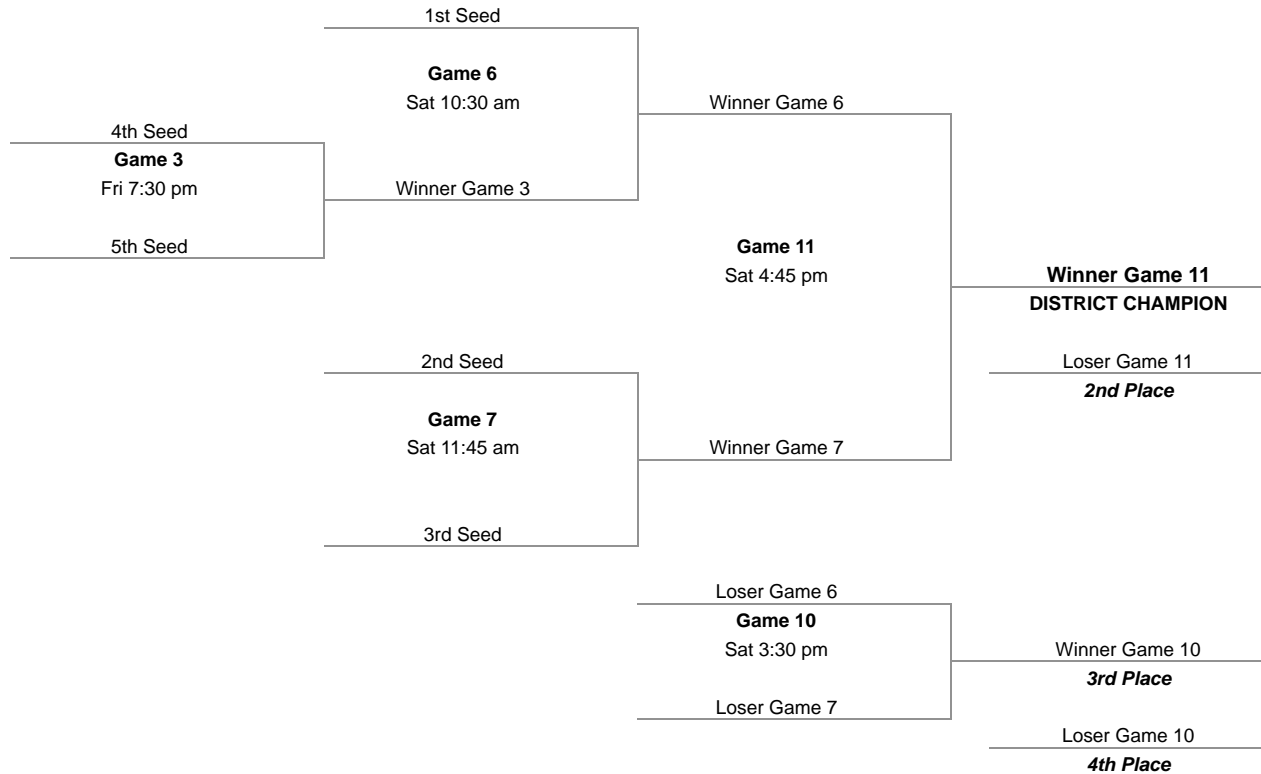 1st Seed
Game 6
Sat 10:30 am
Winner Game 6
4th Seed
Game 3
Fri 7:30 pm
Winner Game 3
5th Seed
Game 11
Sat 4:45 pm
Winner Game 11
DISTRICT CHAMPION
2nd Seed
Loser Game 11
2nd Place
Game 7
Sat 11:45 am
Winner Game 7
3rd Seed
Loser Game 6
Game 10
Sat 3:30 pm
Winner Game 10
3rd Place
Loser Game 7
Loser Game 10
4th Place